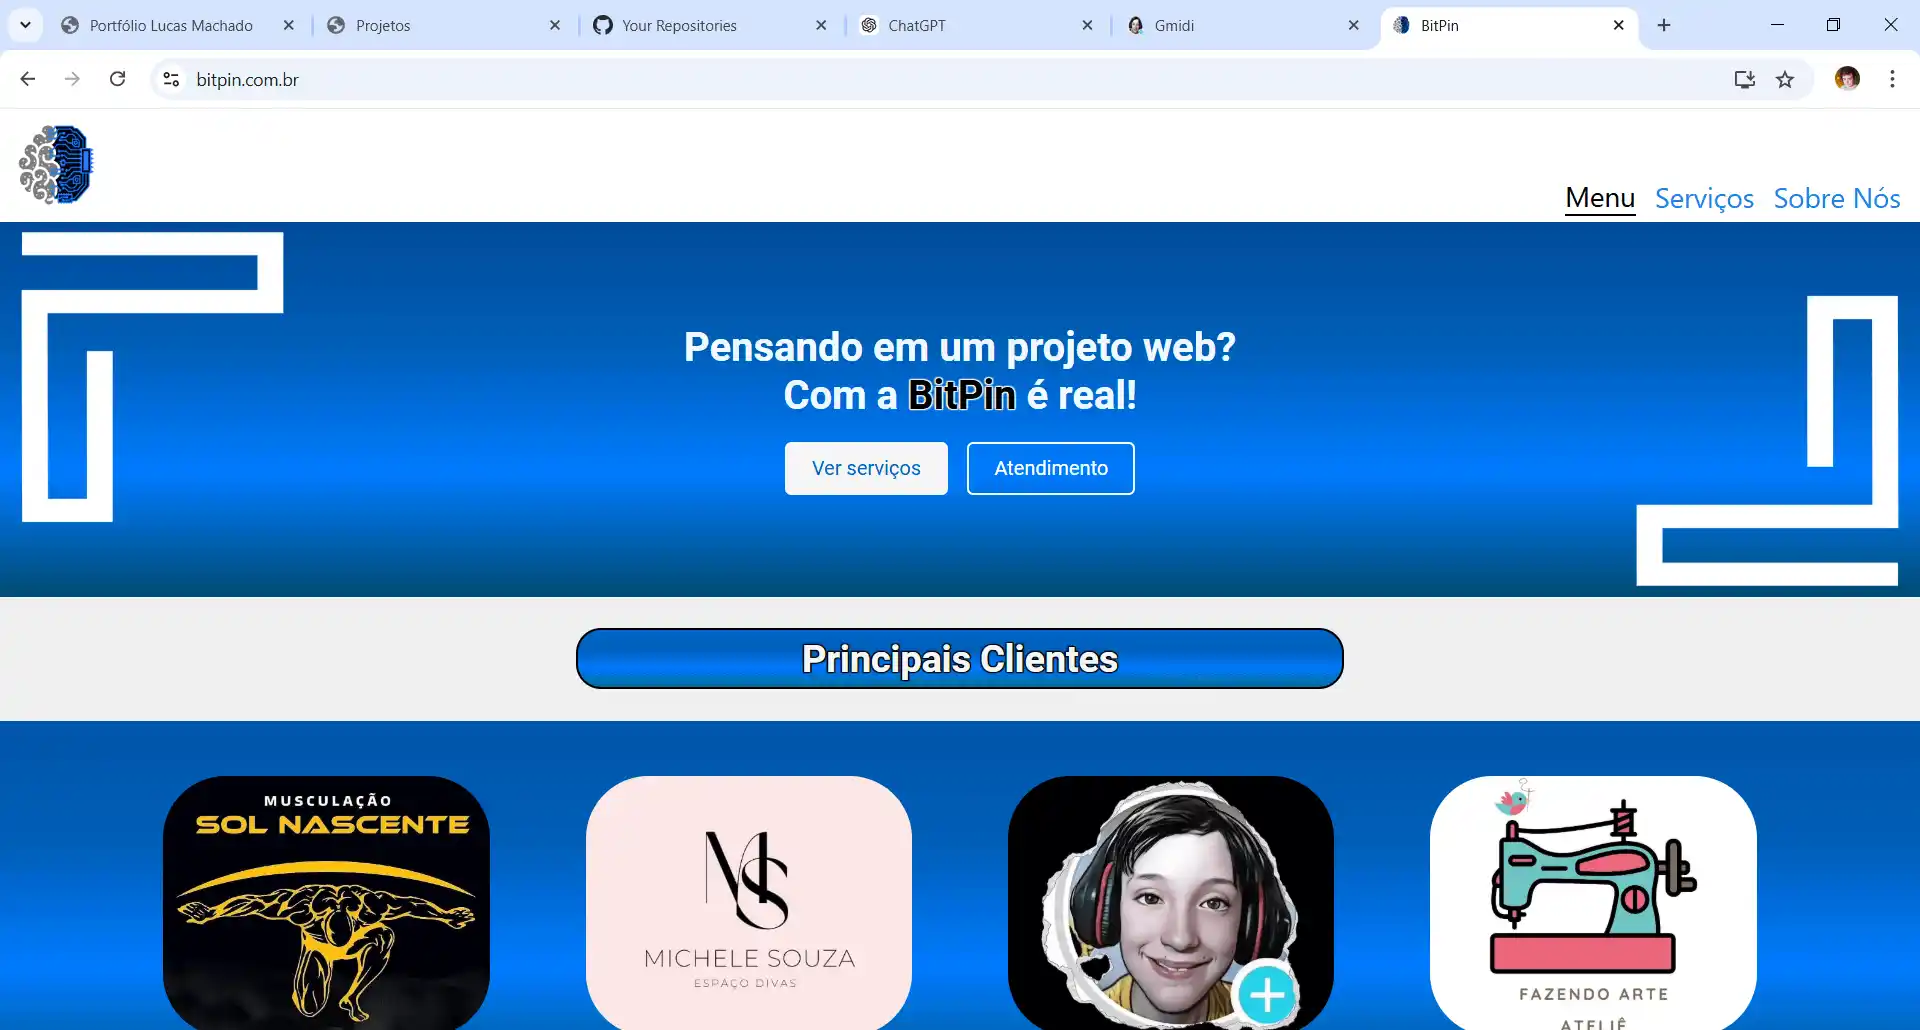 Portfólio Lucas Machado
Projetos
Your Repositories
ChatGPT
Gmidi
BitPin
bitpin.com.br
Menu
Serviços
Sobre Nós
Pensando em um projeto web?
Com a BitPin é real!
Ver serviços
Atendimento
Principais Clientes
MUSCULAÇÃO
SOL NASCENTE
MS
MICHELE SOUZA
ESPAÇO DIVAS
FAZENDO ARTE
ATELIÊ